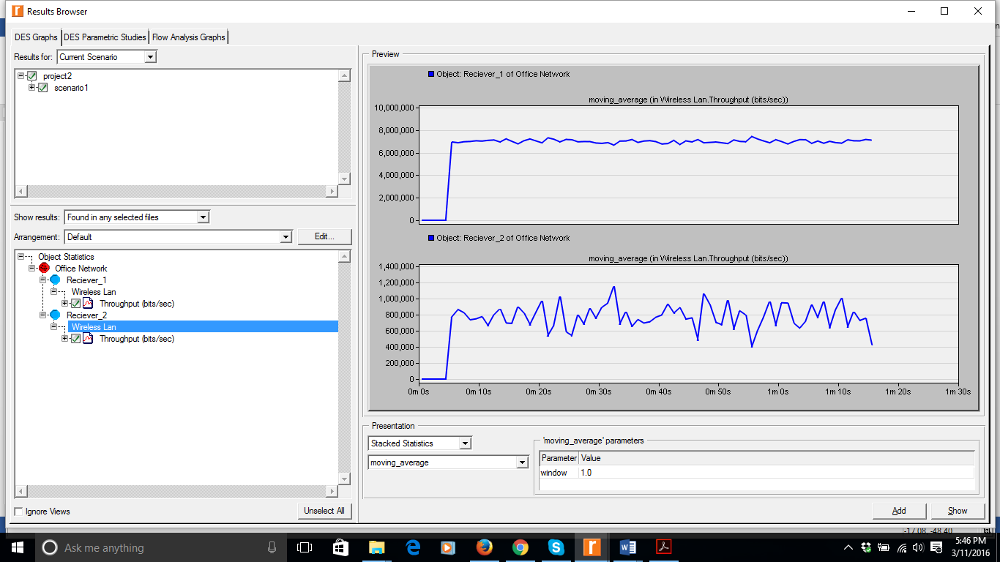 Results Browser
DES Graphs DES Parametric Studies Flow Analysis Graphs
Results for: Current Scenario
project2
scenario1
Show results: Found in any selected files
Arrangement: Default Edit...
Object Statistics
Office Network
Reciever_1
Wireless Lan
Throughput (bits/sec)
Reciever_2
Wireless Lan
Throughput (bits/sec)
Ignore Views Unselect All
Preview
Object: Reciever_1 of Office Network
moving_average (in Wireless Lan.Throughput (bits/sec))
10,000,000
8,000,000
6,000,000
4,000,000
2,000,000
0
Object: Reciever_2 of Office Network
moving_average (in Wireless Lan.Throughput (bits/sec))
1,400,000
1,200,000
1,000,000
800,000
600,000
400,000
200,000
0
0m 0s 0m 10s 0m 20s 0m 30s 0m 40s 0m 50s 1m 0s 1m 10s 1m 20s 1m 30s
Presentation
Stacked Statistics
moving_average
'moving_average' parameters
Parameter Value
window 1.0
Add Show
Ask me anything
5:46 PM
3/11/2016